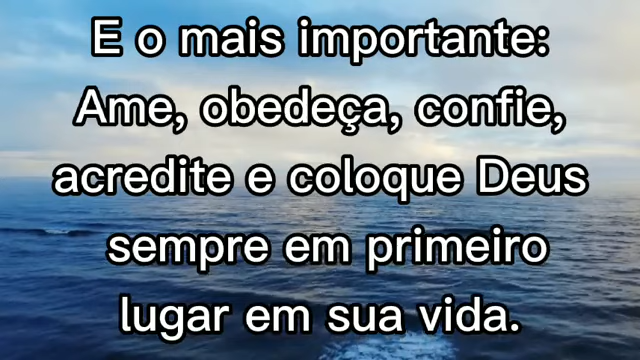 E o mais importante:
Ame, obedeça, confie,
acredite e coloque Deus
sempre em primeiro
lugar em sua vida.